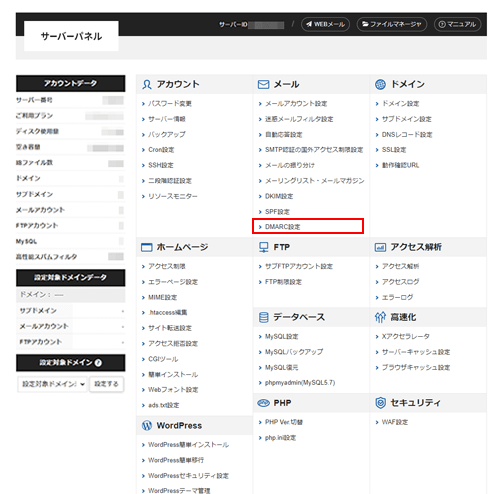 サーバーパネル
サーバーID
/
WEBメール
ファイルマネージャ
マニュアル
アカウントデータ
サーバー番号
ご利用プラン
ディスク使用量
空き容量
総ファイル数
ドメイン
サブドメイン
メールアカウント
FTPアカウント
MySQL
高性能スパムフィルタ
設定対象ドメインデータ
ドメイン: ----
サブドメイン -
メールアカウント -
FTPアカウント -
設定対象ドメイン ?
設定対象ドメイン
設定する
アカウント
パスワード変更
サーバー情報
バックアップ
Cron設定
SSH設定
二段階認証設定
リソースモニター
メール
メールアカウント設定
迷惑メールフィルタ設定
自動応答設定
SMTP認証の国外アクセス制限設定
メールの振り分け
メーリングリスト・メールマガジン
DKIM設定
SPF設定
DMARC設定
ドメイン
ドメイン設定
サブドメイン設定
DNSレコード設定
SSL設定
動作確認URL
ホームページ
アクセス制限
エラーページ設定
MIME設定
.htaccess編集
サイト転送設定
アクセス拒否設定
CGIツール
簡単インストール
Webフォント設定
ads.txt設定
FTP
サブFTPアカウント設定
FTP制限設定
アクセス解析
アクセス解析
アクセスログ
エラーログ
データベース
MySQL設定
MySQLバックアップ
MySQL復元
phpmyadmin(MySQL5.7)
高速化
Xアクセラレータ
サーバーキャッシュ設定
ブラウザキャッシュ設定
WordPress
WordPress簡単インストール
WordPress簡単移行
WordPressセキュリティ設定
WordPressテーマ管理
PHP
PHP Ver.切替
php.ini設定
セキュリティ
WAF設定